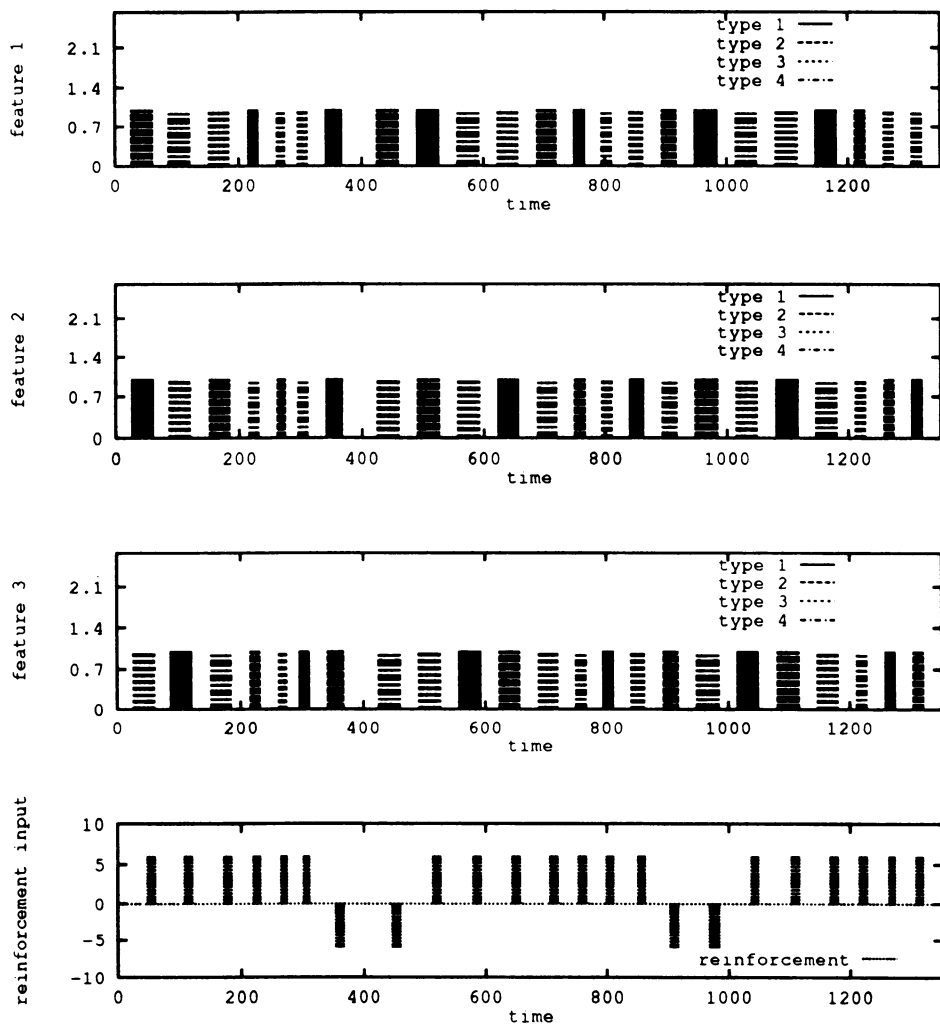 feature 1
2.1
1.4
0.7
0
type 1
type 2
type 3
type 4
0 200 400 600 800 1000 1200
time
feature 2
2.1
1.4
0.7
0
type 1
type 2
type 3
type 4
0 200 400 600 800 1000 1200
time
feature 3
2.1
1.4
0.7
0
type 1
type 2
type 3
type 4
0 200 400 600 800 1000 1200
time
reinforcement input
10
5
0
-5
-10
reinforcement
0 200 400 600 800 1000 1200
time